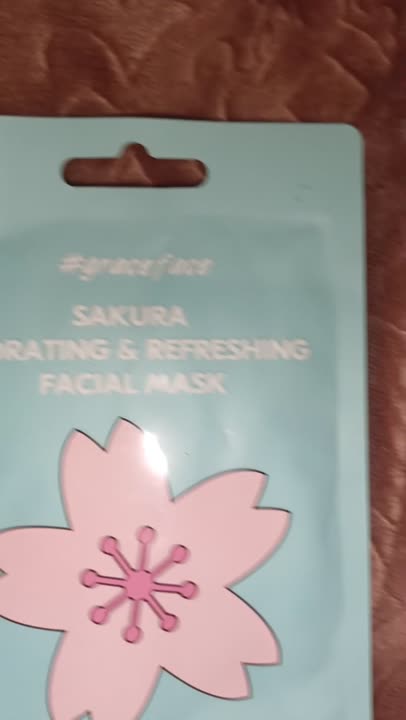 #graceface
SAKURA
DRATING & REFRESHING
FACIAL MASK